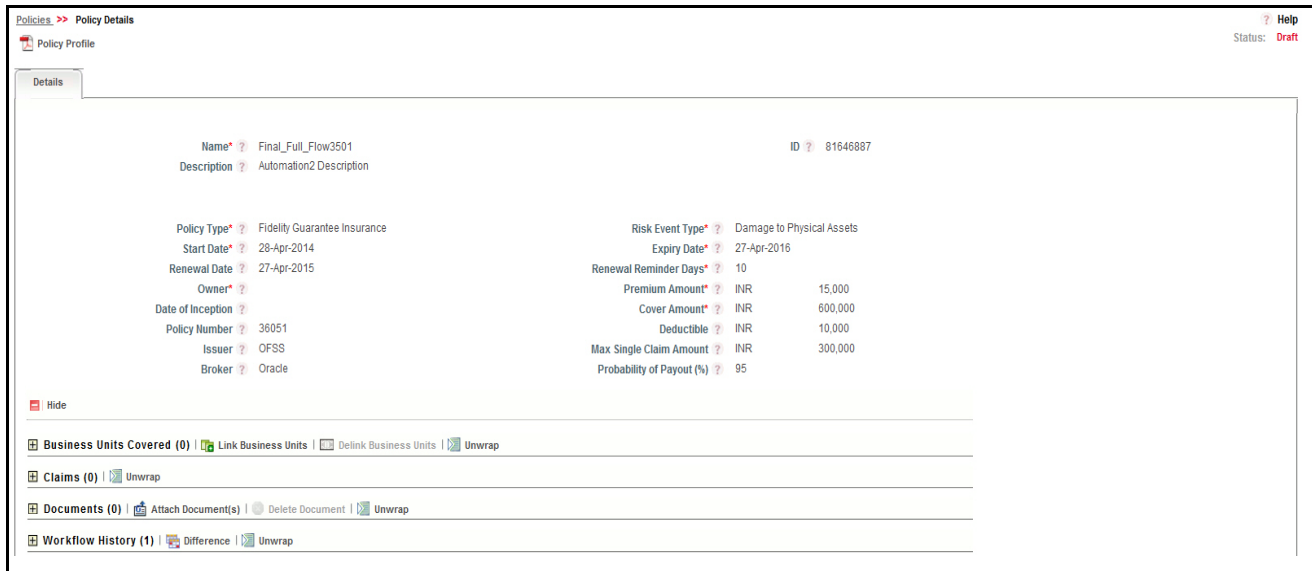 Policies >> Policy Details ? Help
Policy Profile Status: Draft
Details
Name* ? Final_Full_Flow3501 ID ? 81646887
Description ? Automation2 Description
Policy Type* ? Fidelity Guarantee Insurance Risk Event Type* ? Damage to Physical Assets
Start Date* ? 28-Apr-2014 Expiry Date* ? 27-Apr-2016
Renewal Date ? 27-Apr-2015 Renewal Reminder Days* ? 10
Owner* ? Premium Amount* ? INR 15,000
Date of Inception ? Cover Amount* ? INR 600,000
Policy Number ? 36051 Deductible ? INR 10,000
Issuer ? OFSS Max Single Claim Amount ? INR 300,000
Broker ? Oracle Probability of Payout (%) ? 95
Hide
Business Units Covered (0) | Link Business Units | Delink Business Units | Unwrap
Claims (0) | Unwrap
Documents (0) | Attach Document(s) | Delete Document | Unwrap
Workflow History (1) | Difference | Unwrap